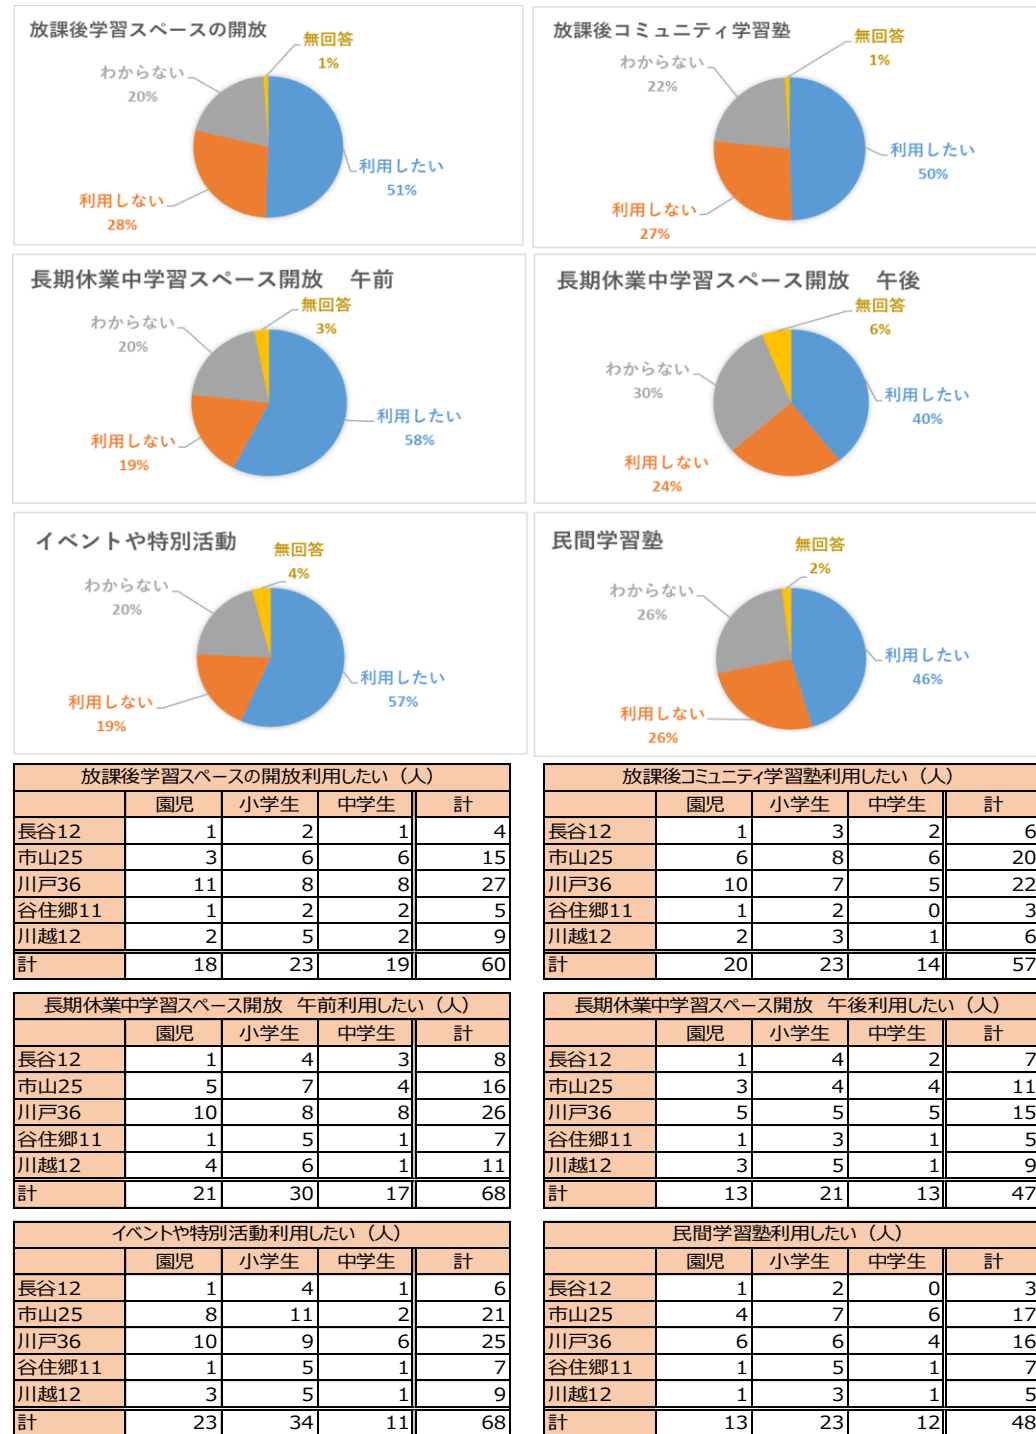 放課後学習スペースの開放
無回答
1%
わからない
20%
利用したい
51%
利用しない
28%
放課後コミュニティ学習塾
無回答
1%
わからない
22%
利用したい
50%
利用しない
27%
長期休業中学習スペース開放　午前
無回答
3%
わからない
20%
利用したい
58%
利用しない
19%
長期休業中学習スペース開放　午後
無回答
6%
わからない
30%
利用したい
40%
利用しない
24%
イベントや特別活動
無回答
4%
わからない
20%
利用したい
57%
利用しない
19%
民間学習塾
無回答
2%
わからない
26%
利用したい
46%
利用しない
26%
放課後学習スペースの開放利用したい（人）
園児 小学生 中学生 計
長谷12 1 2 1 4
市山25 3 6 6 15
川戸36 11 8 8 27
谷住郷11 1 2 2 5
川越12 2 5 2 9
計 18 23 19 60
放課後コミュニティ学習塾利用したい（人）
園児 小学生 中学生 計
長谷12 1 3 2 6
市山25 6 8 6 20
川戸36 10 7 5 22
谷住郷11 1 2 0 3
川越12 2 3 1 6
計 20 23 14 57
長期休業中学習スペース開放　午前利用したい（人）
園児 小学生 中学生 計
長谷12 1 4 3 8
市山25 5 7 4 16
川戸36 10 8 8 26
谷住郷11 1 5 1 7
川越12 4 6 1 11
計 21 30 17 68
長期休業中学習スペース開放　午後利用したい（人）
園児 小学生 中学生 計
長谷12 1 4 2 7
市山25 3 4 4 11
川戸36 5 5 5 15
谷住郷11 1 3 1 5
川越12 3 5 1 9
計 13 21 13 47
イベントや特別活動利用したい（人）
園児 小学生 中学生 計
長谷12 1 4 1 6
市山25 8 11 2 21
川戸36 10 9 6 25
谷住郷11 1 5 1 7
川越12 3 5 1 9
計 23 34 11 68
民間学習塾利用したい（人）
園児 小学生 中学生 計
長谷12 1 2 0 3
市山25 4 7 6 17
川戸36 6 6 4 16
谷住郷11 1 5 1 7
川越12 1 3 1 5
計 13 23 12 48